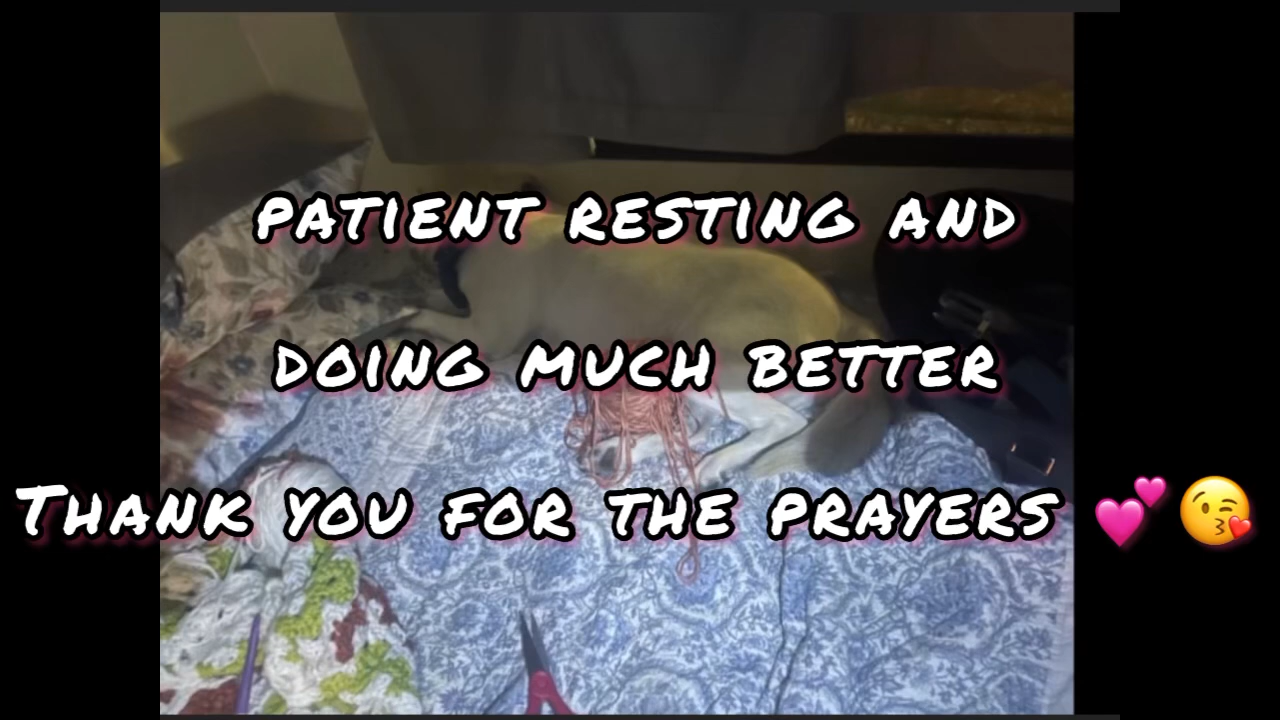 PATIENT RESTING AND
DOING MUCH BETTER
THANK YOU FOR THE PRAYERS 💕😘